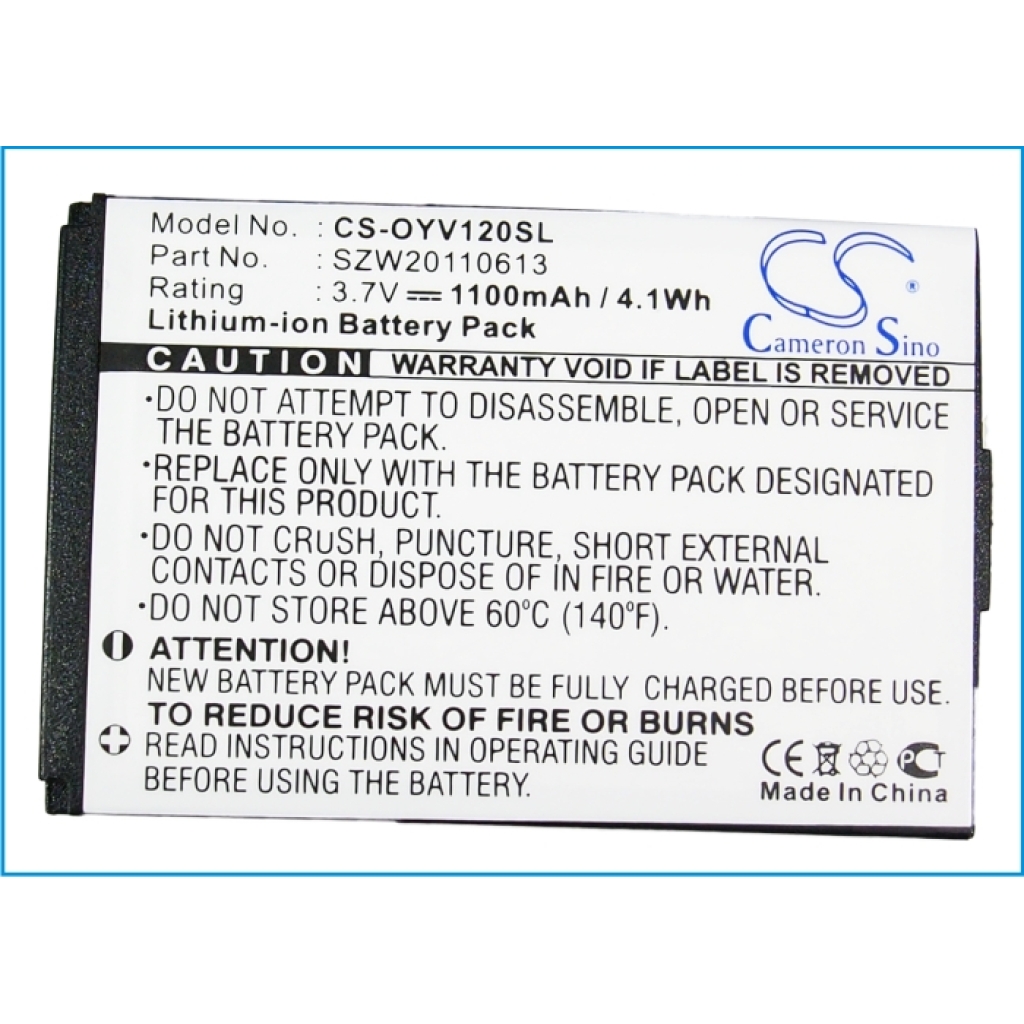 Model No. : CS-OYV120SL
Part No. : SZW20110613
Rating : 3.7V 1100mAh / 4.1Wh
Lithium-ion Battery Pack
CS ®
Cameron Sino
CAUTION WARRANTY VOID IF LABEL IS REMOVED
·DO NOT ATTEMPT TO DISASSEMBLE, OPEN OR SERVICE
THE BATTERY PACK.
·REPLACE ONLY WITH THE BATTERY PACK DESIGNATED
FOR THIS PRODUCT.
·DO NOT CRUSH, PUNCTURE, SHORT EXTERNAL
CONTACTS OR DISPOSE OF IN FIRE OR WATER.
·DO NOT STORE ABOVE 60°C (140°F).
ATTENTION!
NEW BATTERY PACK MUST BE FULLY CHARGED BEFORE USE.
TO REDUCE RISK OF FIRE OR BURNS
READ INSTRUCTIONS IN OPERATING GUIDE
BEFORE USING THE BATTERY.
CE PCT
Made In China